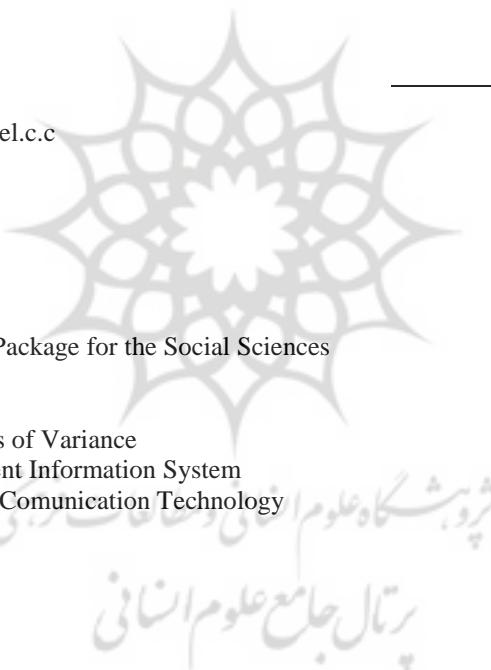 el.c.c
Package for the Social Sciences
s of Variance
ent Information System
Comunication Technology
پژوهشگاه علوم انسانی و مطالعات فرهنگی
پرتال جامع علوم انسانی